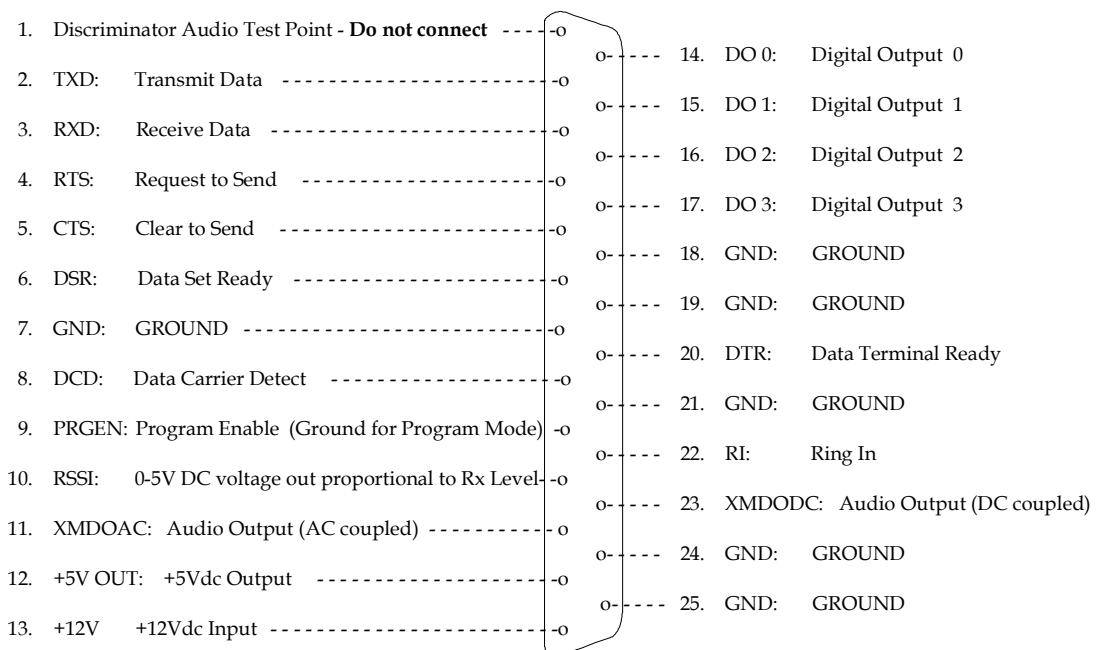 1. Discriminator Audio Test Point - Do not connect
2. TXD: Transmit Data
3. RXD: Receive Data
4. RTS: Request to Send
5. CTS: Clear to Send
6. DSR: Data Set Ready
7. GND: GROUND
8. DCD: Data Carrier Detect
9. PRGEN: Program Enable (Ground for Program Mode)
10. RSSI: 0-5V DC voltage out proportional to Rx Level
11. XMDOAC: Audio Output (AC coupled)
12. +5V OUT: +5Vdc Output
13. +12V +12Vdc Input
14. DO 0: Digital Output 0
15. DO 1: Digital Output 1
16. DO 2: Digital Output 2
17. DO 3: Digital Output 3
18. GND: GROUND
19. GND: GROUND
20. DTR: Data Terminal Ready
21. GND: GROUND
22. RI: Ring In
23. XMDODC: Audio Output (DC coupled)
24. GND: GROUND
25. GND: GROUND